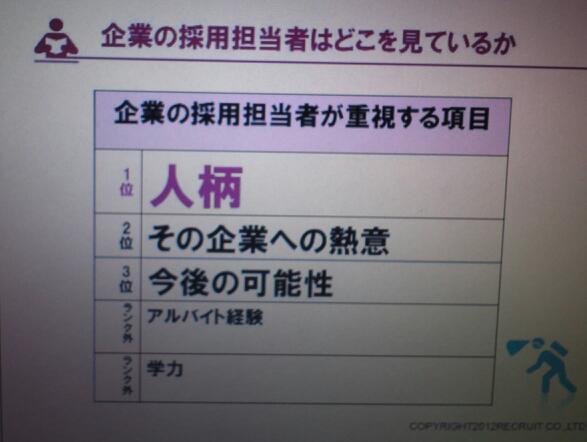 企業の採用担当者はどこを見ているか
企業の採用担当者が重視する項目
1位 人柄
2位 その企業への熱意
3位 今後の可能性
ランク外 アルバイト経験
ランク外 学力
COPYRIGHT2012RECRUIT CO.,LTD